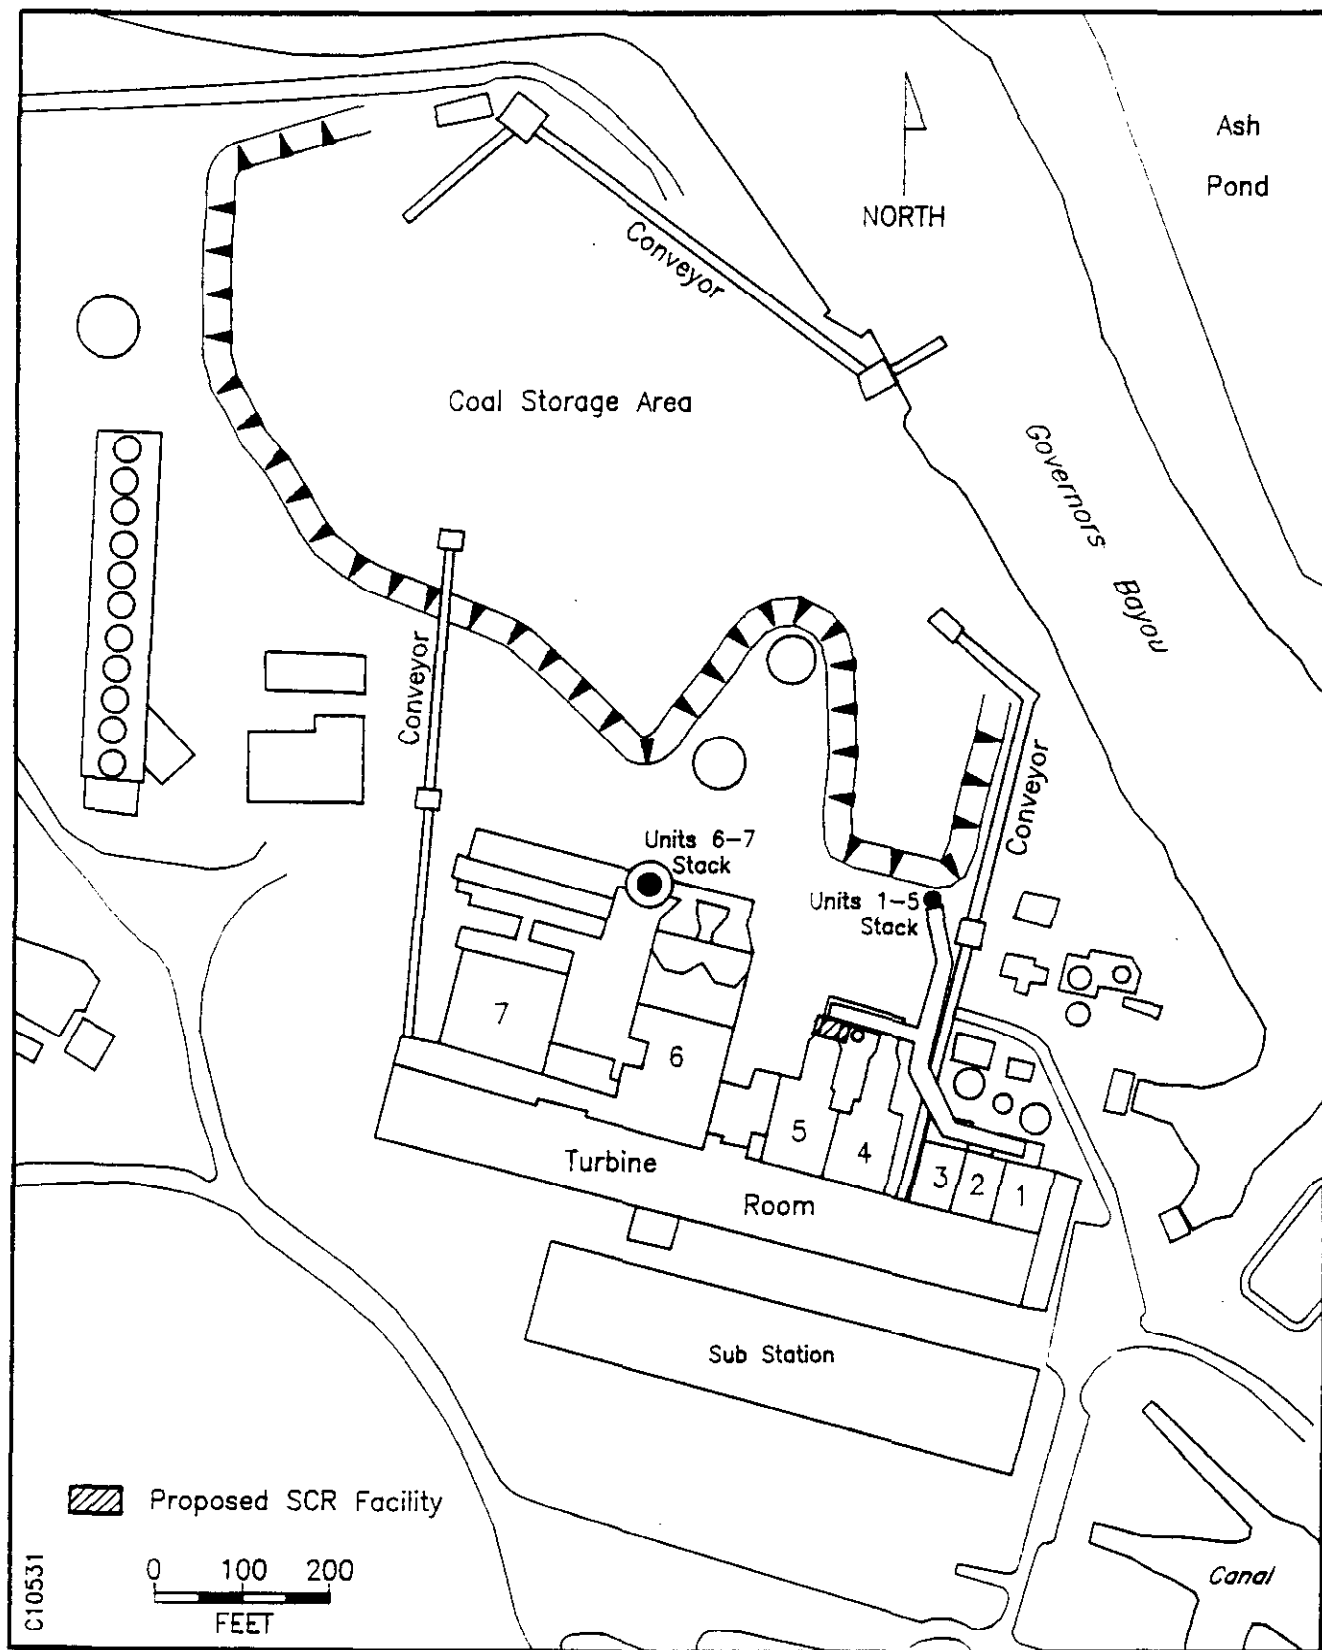 Ash
Pond
NORTH
Conveyor
Coal Storage Area
Governors
Bayou
Conveyor
Conveyor
Units 6-7
Stack
Units 1-5
Stack
7
6
5
4
3
2
1
Turbine
Room
Sub Station
Proposed SCR Facility
0 100 200
FEET
C10531
Canal